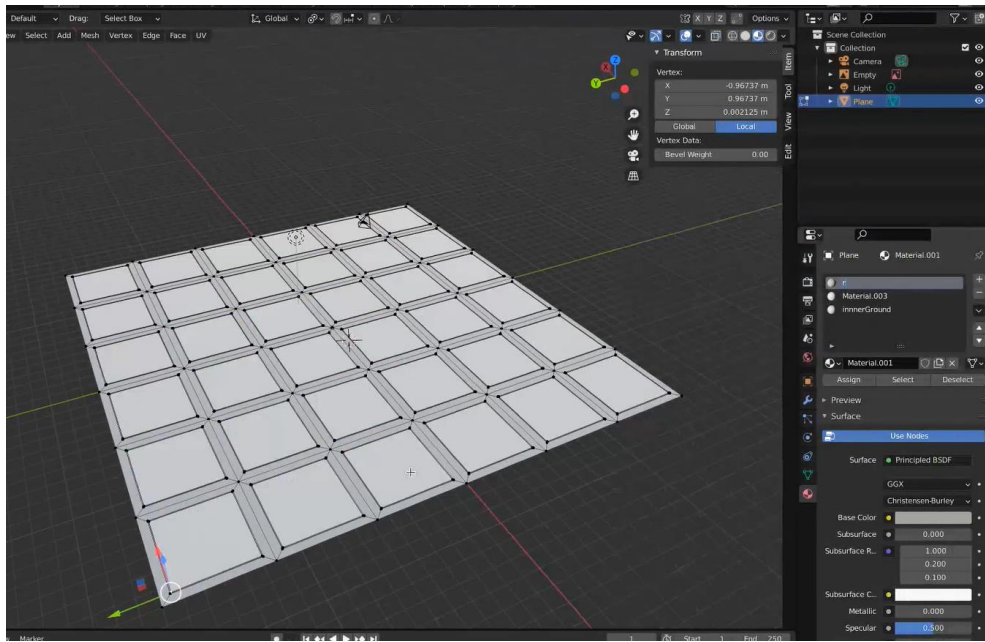 Default Drag: Select Box Global X Y Z Options
ew Select Add Mesh Vertex Edge Face UV
Transform
Vertex:
X -0.96737 m
Y 0.96737 m
Z 0.002125 m
Global Local
Vertex Data:
Bevel Weight 0.00
Item
Tool
View
Edit
X
Y
Z
Scene Collection
Collection
Camera
Empty
Light
Plane
Plane Material.001
r
Material.003
innnerGround
Material.001
Assign Select Deselect
Preview
Surface
Use Nodes
Surface Principled BSDF
GGX
Christensen-Burley
Base Color
Subsurface 0.000
Subsurface R... 1.000
0.200
0.100
Subsurface C...
Metallic 0.000
Specular 0.500
Marker 1 Start 1 End 250